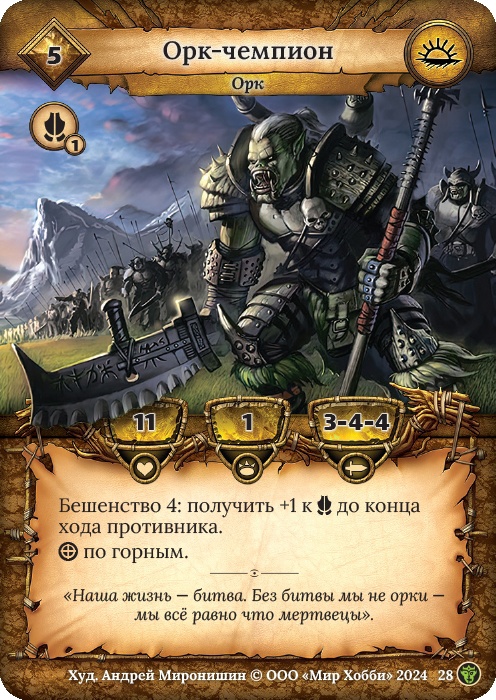 5
Орк-чемпион
Орк
1
11
1
3-4-4
Бешенство 4: получить +1 к до конца
хода противника.
по горным.
«Наша жизнь — битва. Без битвы мы не орки —
мы всё равно что мертвецы».
Худ. Андрей Миронишин © ООО «Мир Хобби» 2024 28